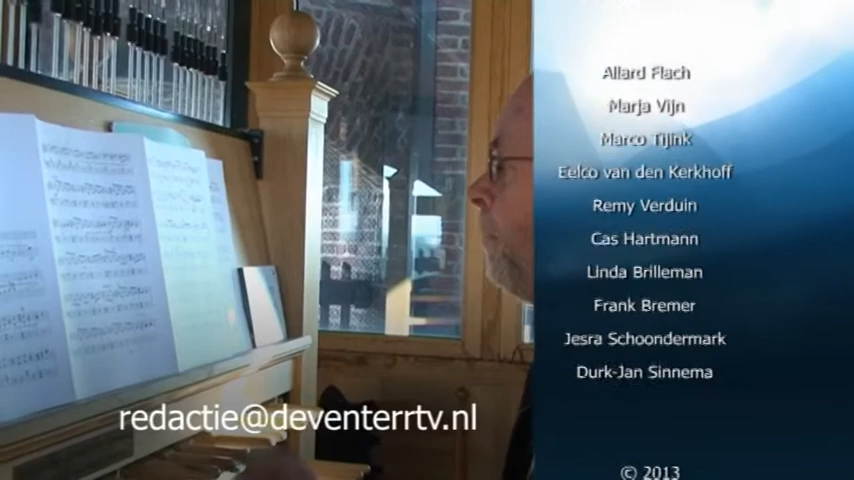 Allard Flach
Marja Vijn
Marco Tijink
Eelco van den Kerkhoff
Remy Verduin
Cas Hartmann
Linda Brilleman
Frank Bremer
Jesra Schoondermark
Durk-Jan Sinnema
redactie@deventerrtv.nl
© 2013